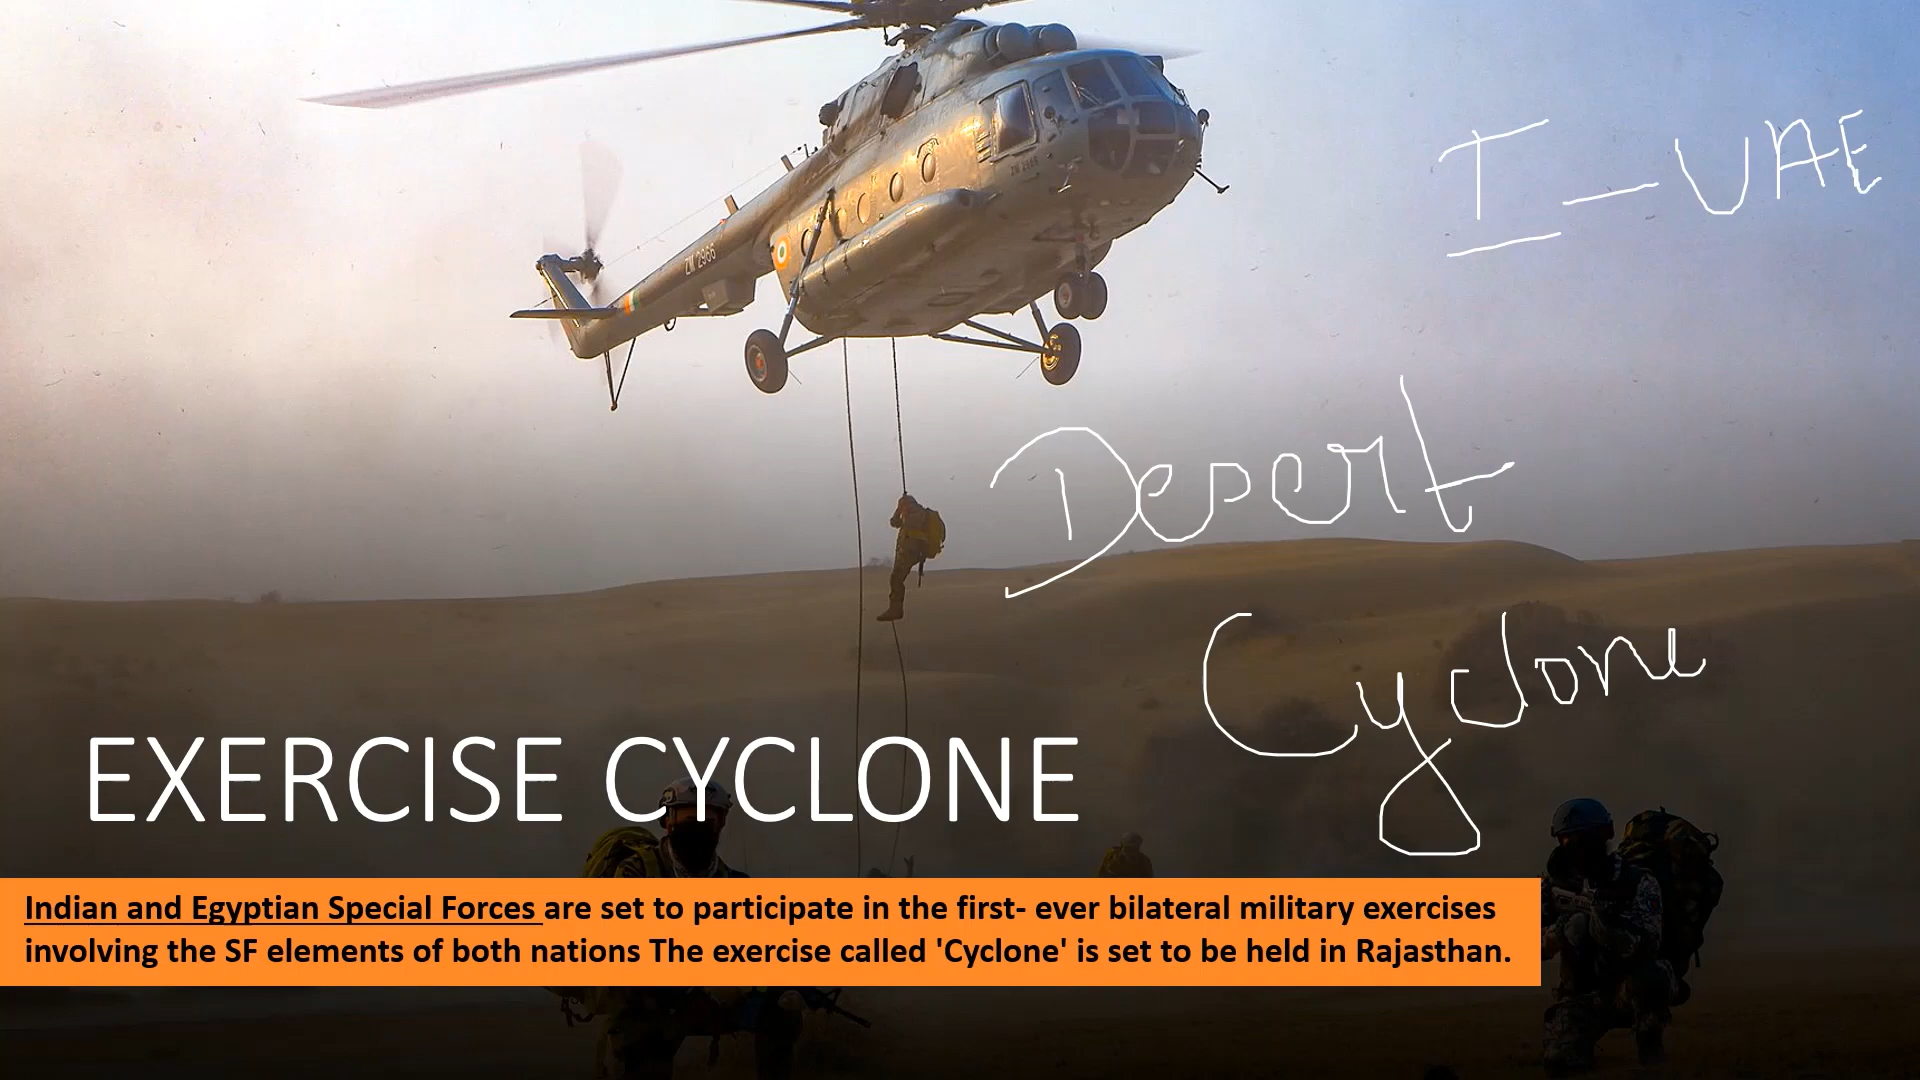 I - UAE
Desert
Cyclone
ZM 2966
EXERCISE CYCLONE
Indian and Egyptian Special Forces are set to participate in the first- ever bilateral military exercises
involving the SF elements of both nations The exercise called 'Cyclone' is set to be held in Rajasthan.